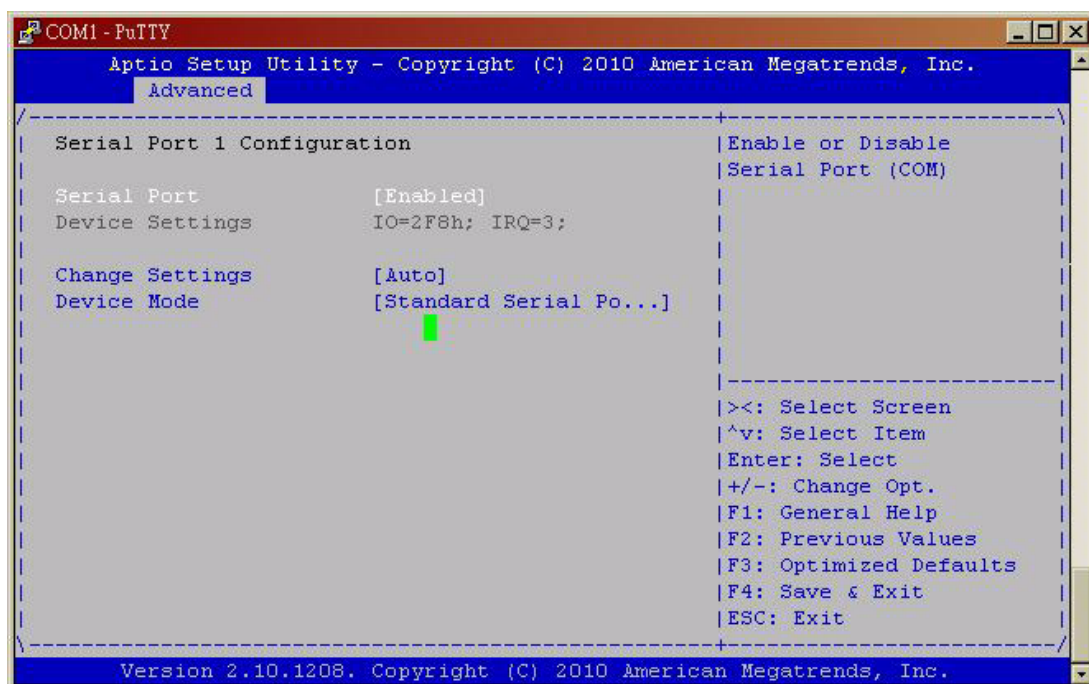 COM1 - PuTTY
Aptio Setup Utility - Copyright (C) 2010 American Megatrends, Inc.
Advanced
Serial Port 1 Configuration
Serial Port [Enabled]
Device Settings IO=2F8h; IRQ=3;
Change Settings [Auto]
Device Mode [Standard Serial Po...]
Enable or Disable
Serial Port (COM)
><: Select Screen
^v: Select Item
Enter: Select
+/-: Change Opt.
F1: General Help
F2: Previous Values
F3: Optimized Defaults
F4: Save & Exit
ESC: Exit
Version 2.10.1208. Copyright (C) 2010 American Megatrends, Inc.